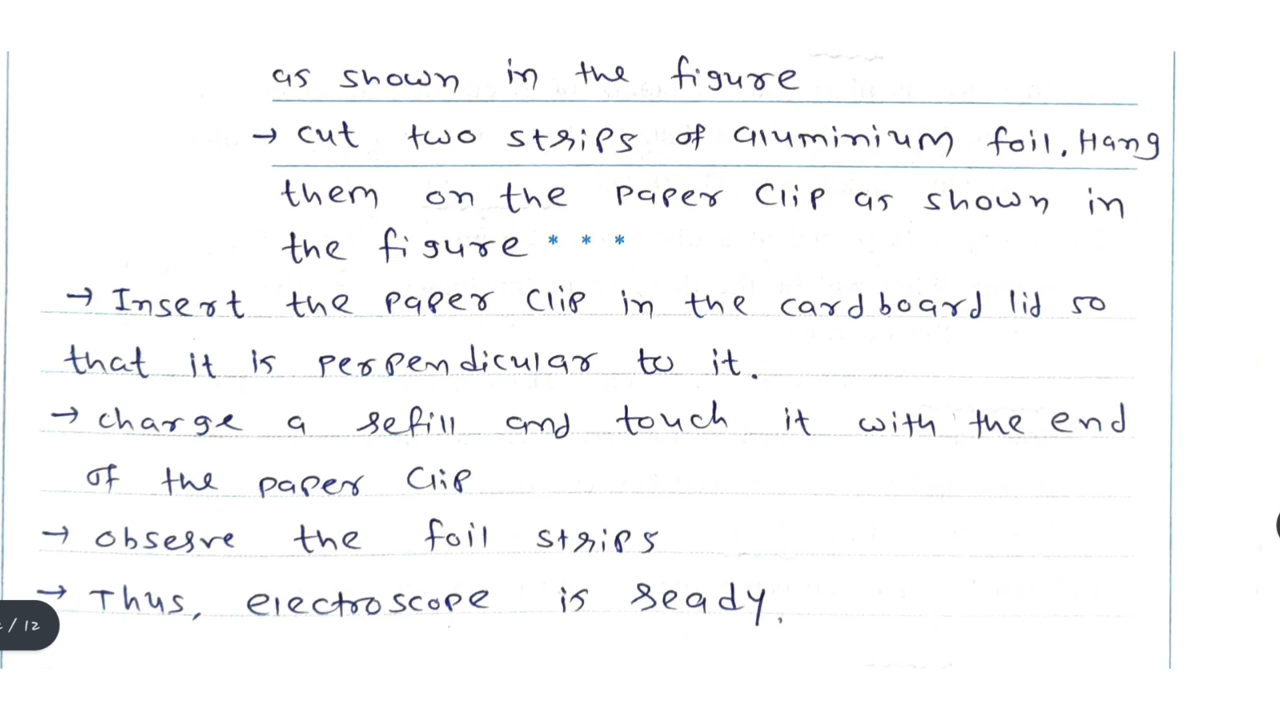 as shown in the figure
→ cut two strips of aluminium foil. Hang
them on the paper clip as shown in
the figure * * *
→ Insert the paper clip in the cardboard lid so
that it is perpendicular to it.
→ charge a refill and touch it with the end
of the paper clip
→ observe the foil strips
→ Thus, electroscope is ready.
/ 12